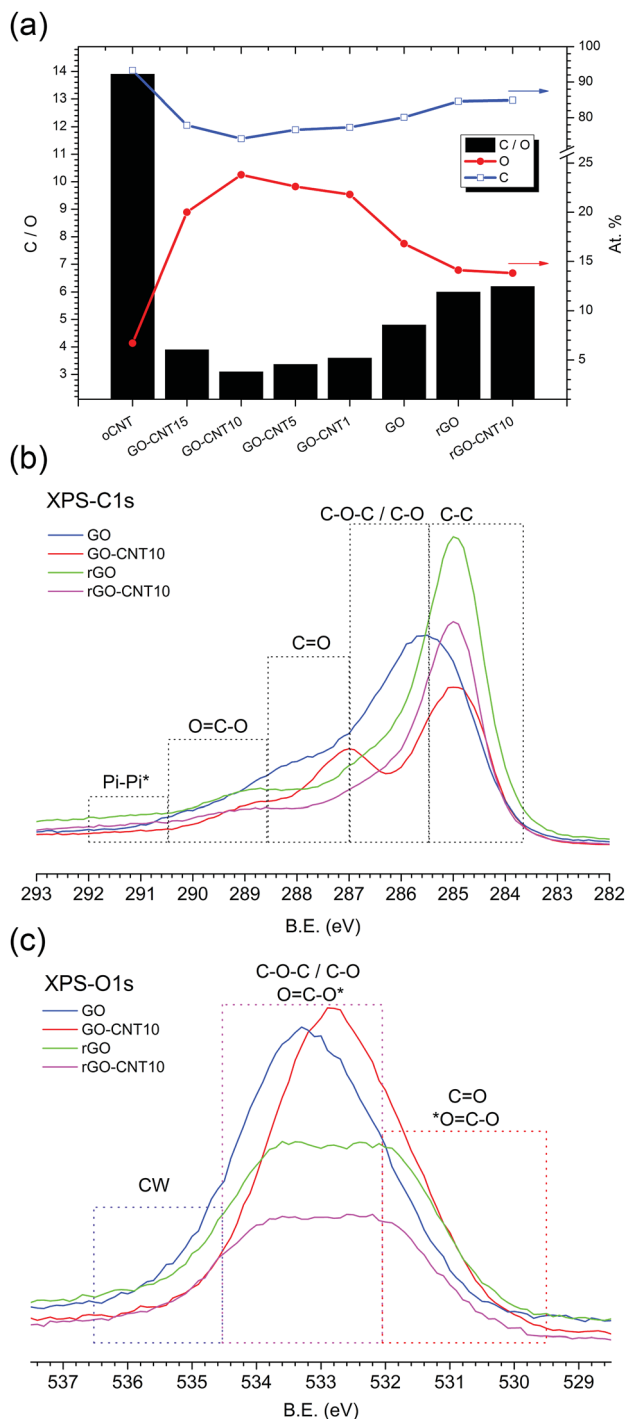 (a)
14
13
12
11
10
9
8
7
6
5
4
3
C / O
100
90
80
25
20
15
10
5
At. %
C / O
O
C
oCNT
GO-CNT15
GO-CNT10
GO-CNT5
GO-CNT1
GO
rGO
rGO-CNT10
(b)
XPS-C1s
GO
GO-CNT10
rGO
rGO-CNT10
C-O-C / C-O
C-C
C=O
O=C-O
Pi-Pi*
293 292 291 290 289 288 287 286 285 284 283 282
B.E. (eV)
(c)
XPS-O1s
GO
GO-CNT10
rGO
rGO-CNT10
C-O-C / C-O
O=C-O*
C=O
*O=C-O
CW
537 536 535 534 533 532 531 530 529
B.E. (eV)